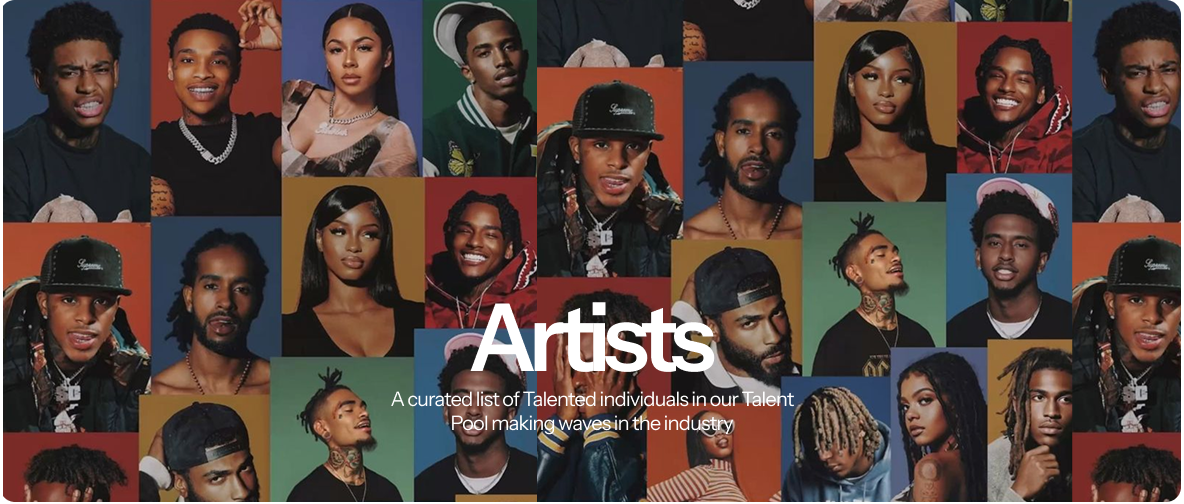 Artists
A curated list of Talented individuals in our Talent
Pool making waves in the industry